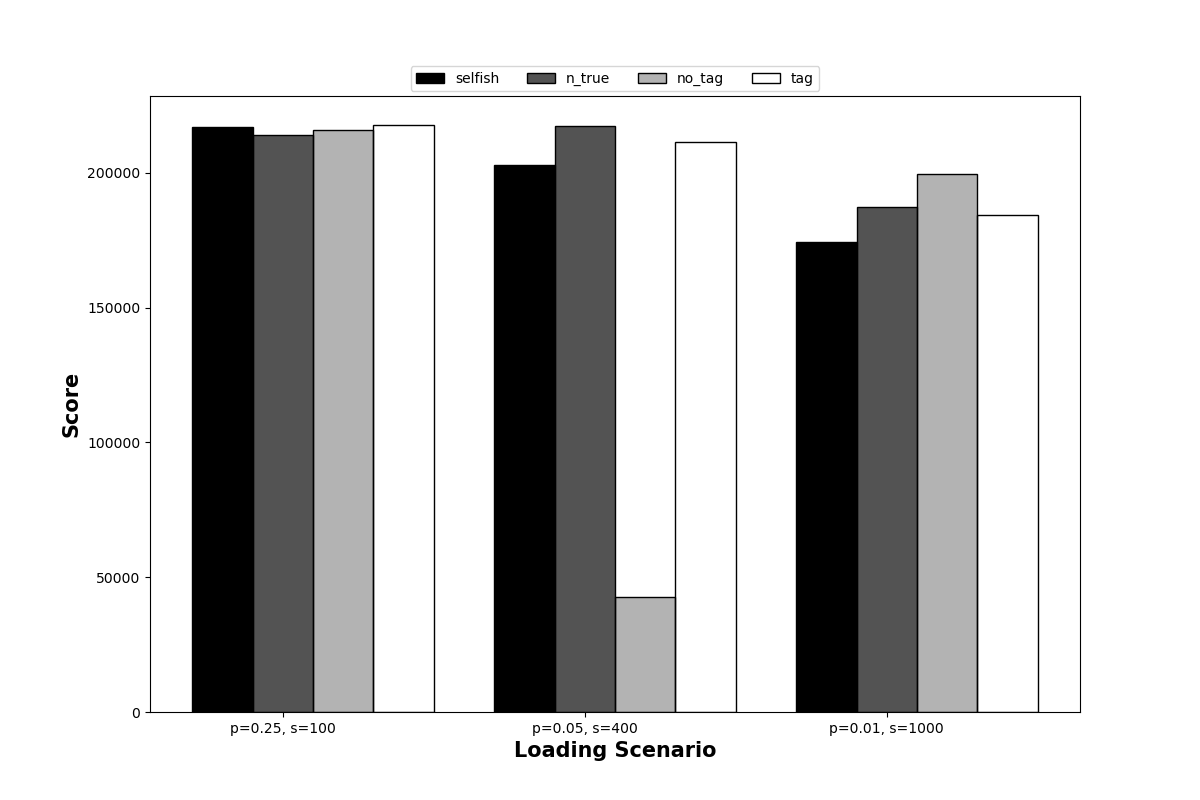 selfish n_true no_tag tag
200000
150000
100000
50000
0
Score
p=0.25, s=100 p=0.05, s=400 p=0.01, s=1000
Loading Scenario